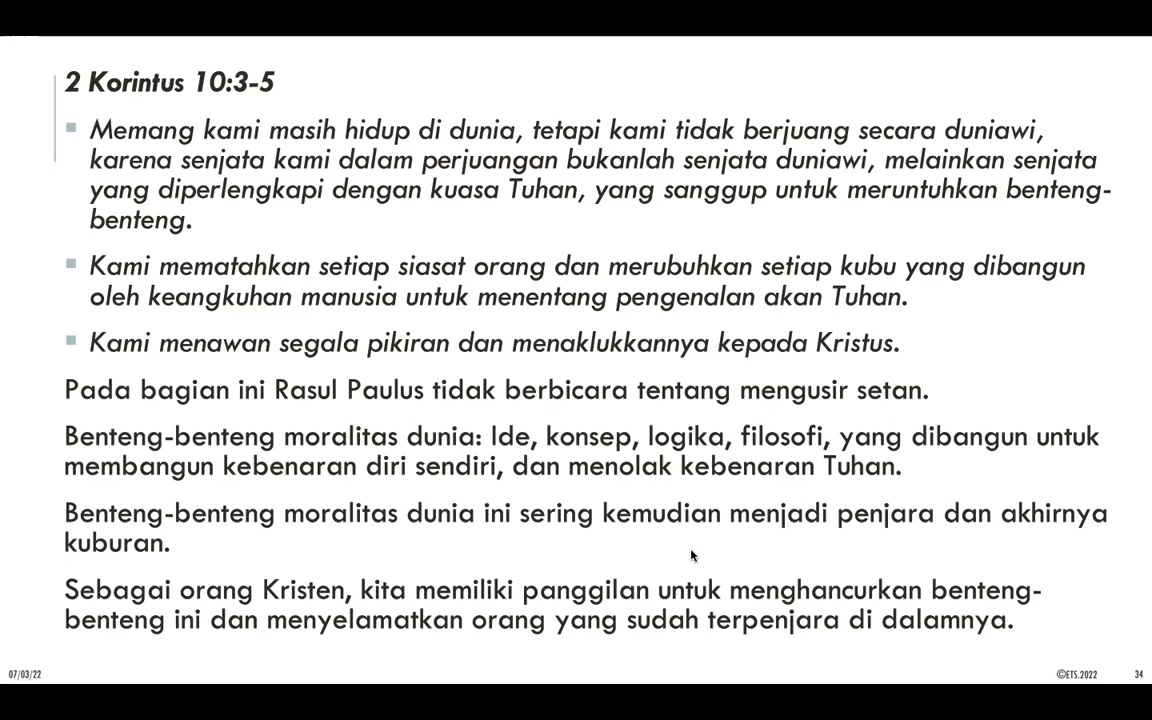 2 Korintus 10:3-5
Memang kami masih hidup di dunia, tetapi kami tidak berjuang secara duniawi,
karena senjata kami dalam perjuangan bukanlah senjata duniawi, melainkan senjata
yang diperlengkapi dengan kuasa Tuhan, yang sanggup untuk meruntuhkan benteng-
benteng.
Kami mematahkan setiap siasat orang dan merubuhkan setiap kubu yang dibangun
oleh keangkuhan manusia untuk menentang pengenalan akan Tuhan.
Kami menawan segala pikiran dan menaklukkannya kepada Kristus.
Pada bagian ini Rasul Paulus tidak berbicara tentang mengusir setan.
Benteng-benteng moralitas dunia: Ide, konsep, logika, filosofi, yang dibangun untuk
membangun kebenaran diri sendiri, dan menolak kebenaran Tuhan.
Benteng-benteng moralitas dunia ini sering kemudian menjadi penjara dan akhirnya
kuburan.
Sebagai orang Kristen, kita memiliki panggilan untuk menghancurkan benteng-
benteng ini dan menyelamatkan orang yang sudah terpenjara di dalamnya.
07/03/22
©ETS.2022
34